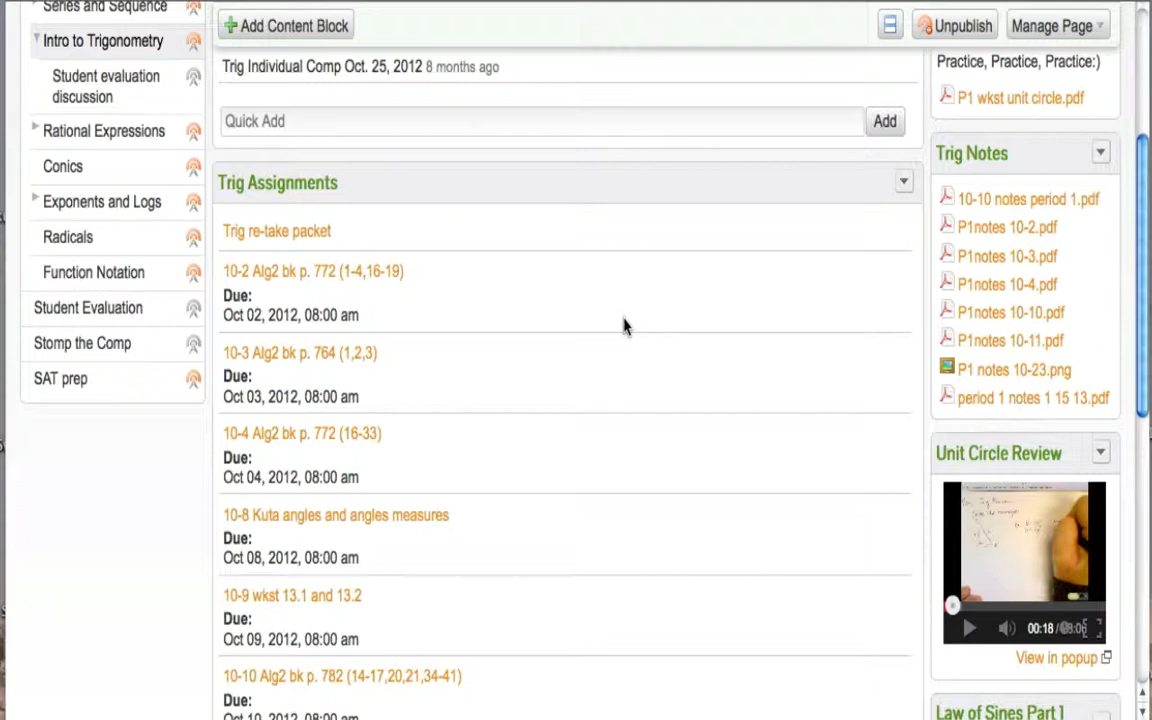 Series and Sequence
Intro to Trigonometry
Student evaluation
discussion
Rational Expressions
Conics
Exponents and Logs
Radicals
Function Notation
Student Evaluation
Stomp the Comp
SAT prep
Add Content Block
Unpublish
Manage Page
Trig Individual Comp Oct. 25, 2012 8 months ago
Quick Add
Add
Trig Assignments
Trig re-take packet
10-2 Alg2 bk p. 772 (1-4,16-19)
Due:
Oct 02, 2012, 08:00 am
10-3 Alg2 bk p. 764 (1,2,3)
Due:
Oct 03, 2012, 08:00 am
10-4 Alg2 bk p. 772 (16-33)
Due:
Oct 04, 2012, 08:00 am
10-8 Kuta angles and angles measures
Due:
Oct 08, 2012, 08:00 am
10-9 wkst 13.1 and 13.2
Due:
Oct 09, 2012, 08:00 am
10-10 Alg2 bk p. 782 (14-17,20,21,34-41)
Due:
Oct 10, 2012, 08:00 am
Practice, Practice, Practice:)
P1 wkst unit circle.pdf
Trig Notes
10-10 notes period 1.pdf
P1notes 10-2.pdf
P1notes 10-3.pdf
P1notes 10-4.pdf
P1notes 10-10.pdf
P1notes 10-11.pdf
P1 notes 10-23.png
period 1 notes 1 15 13.pdf
Unit Circle Review
00:18
View in popup
Law of Sines Part 1